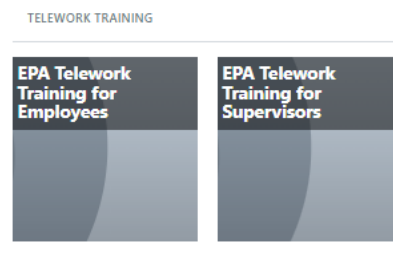 TELEWORK TRAINING
EPA Telework
Training for
Employees
EPA Telework
Training for
Supervisors